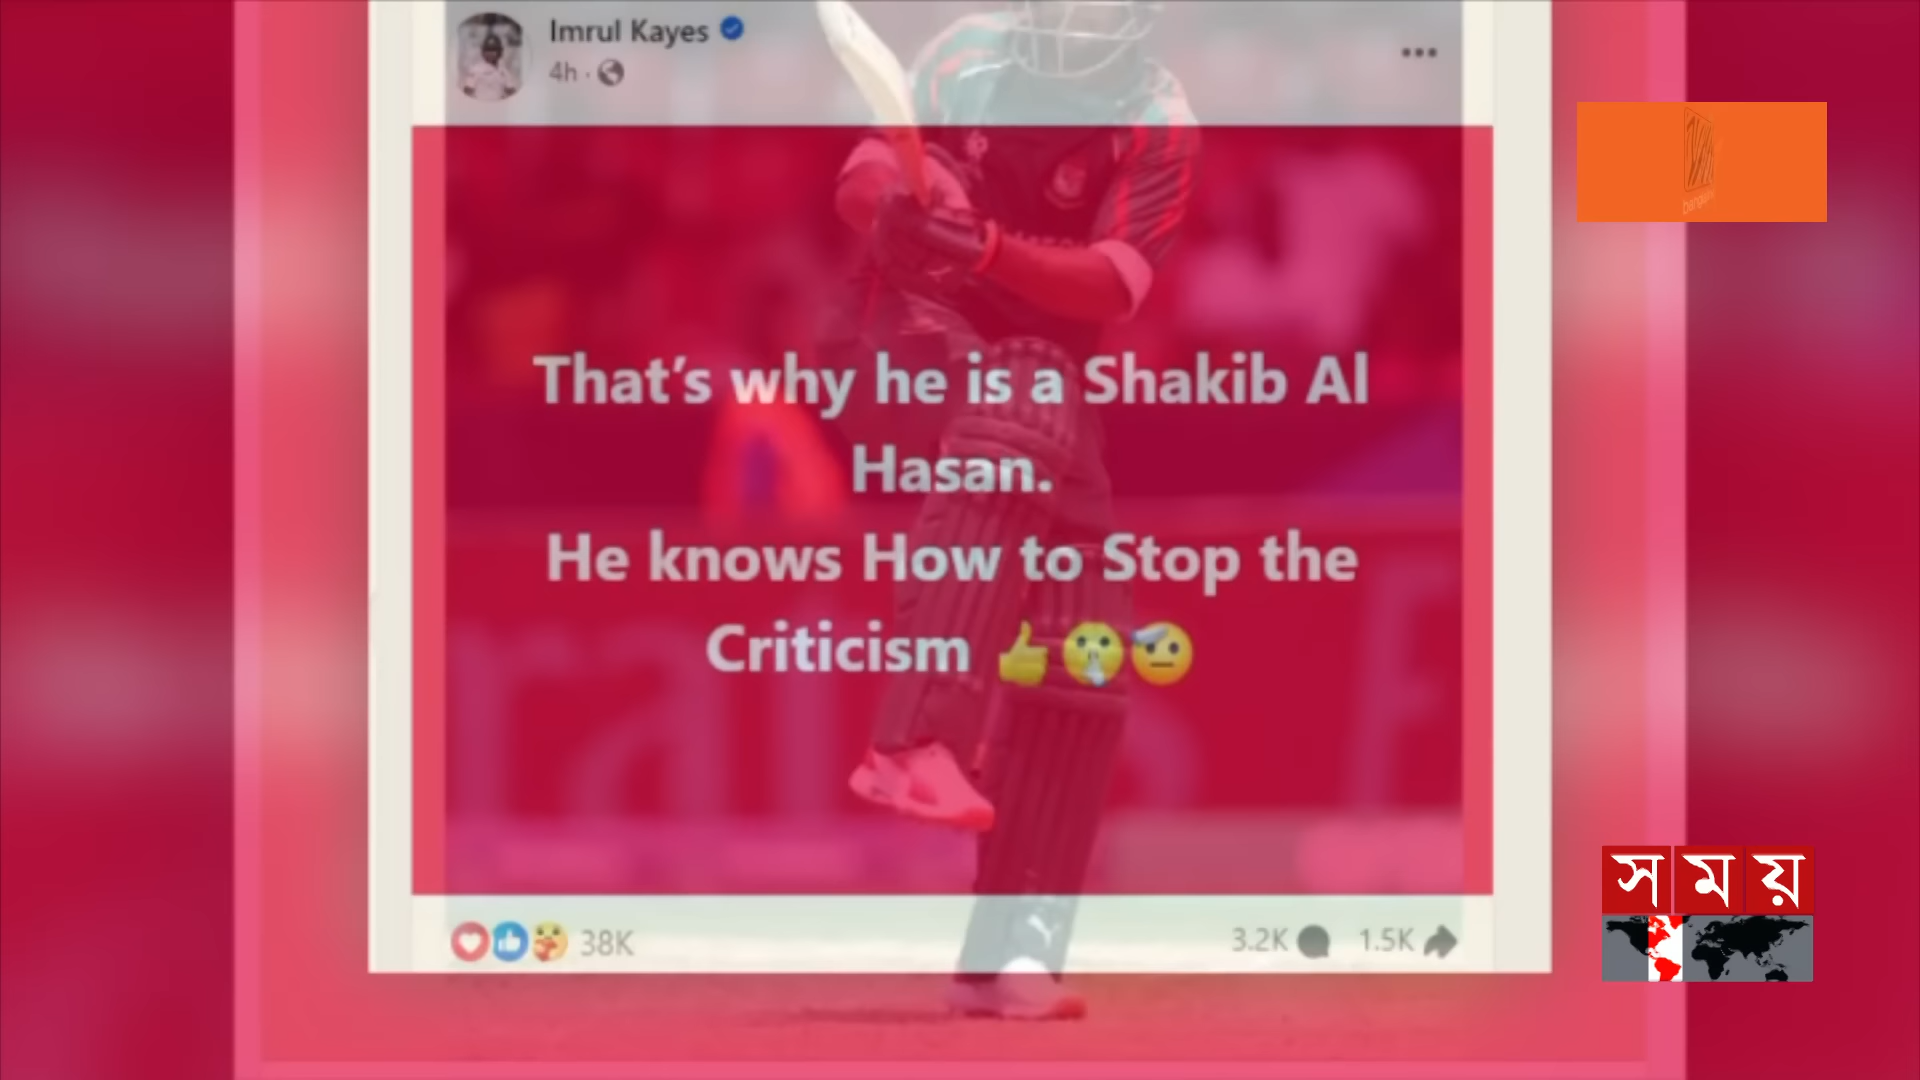 Imrul Kayes
4h ·
That's why he is a Shakib Al
Hasan.
He knows How to Stop the
Criticism 👍🤫🤕
38K
3.2K
1.5K
সময়